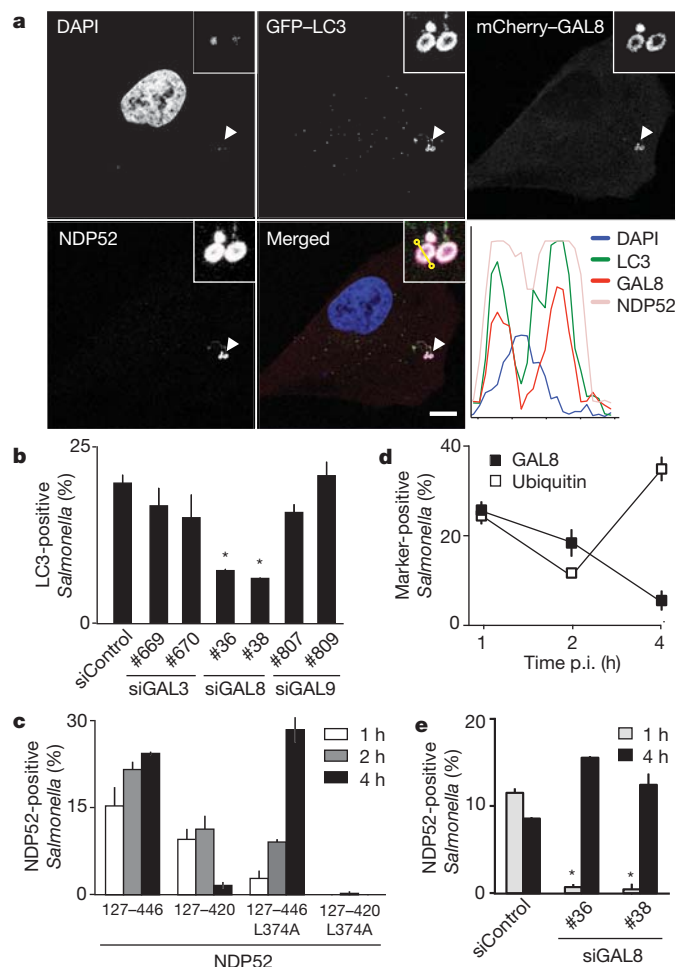 a
DAPI
GFP–LC3
mCherry–GAL8
NDP52
Merged
DAPI
LC3
GAL8
NDP52
b
LC3-positive
Salmonella (%)
25
0
siControl
#669
#670
#36
#38
#807
#809
siGAL3
siGAL8
siGAL9
* *
d
GAL8
Ubiquitin
Marker-positive
Salmonella (%)
40
20
0
1 2 4
Time p.i. (h)
c
NDP52-positive
Salmonella (%)
30
15
0
1 h
2 h
4 h
127–446 127–420 127–446 127–420
L374A L374A
NDP52
e
NDP52-positive
Salmonella (%)
20
10
0
1 h
4 h
* *
siControl
#36
#38
siGAL8